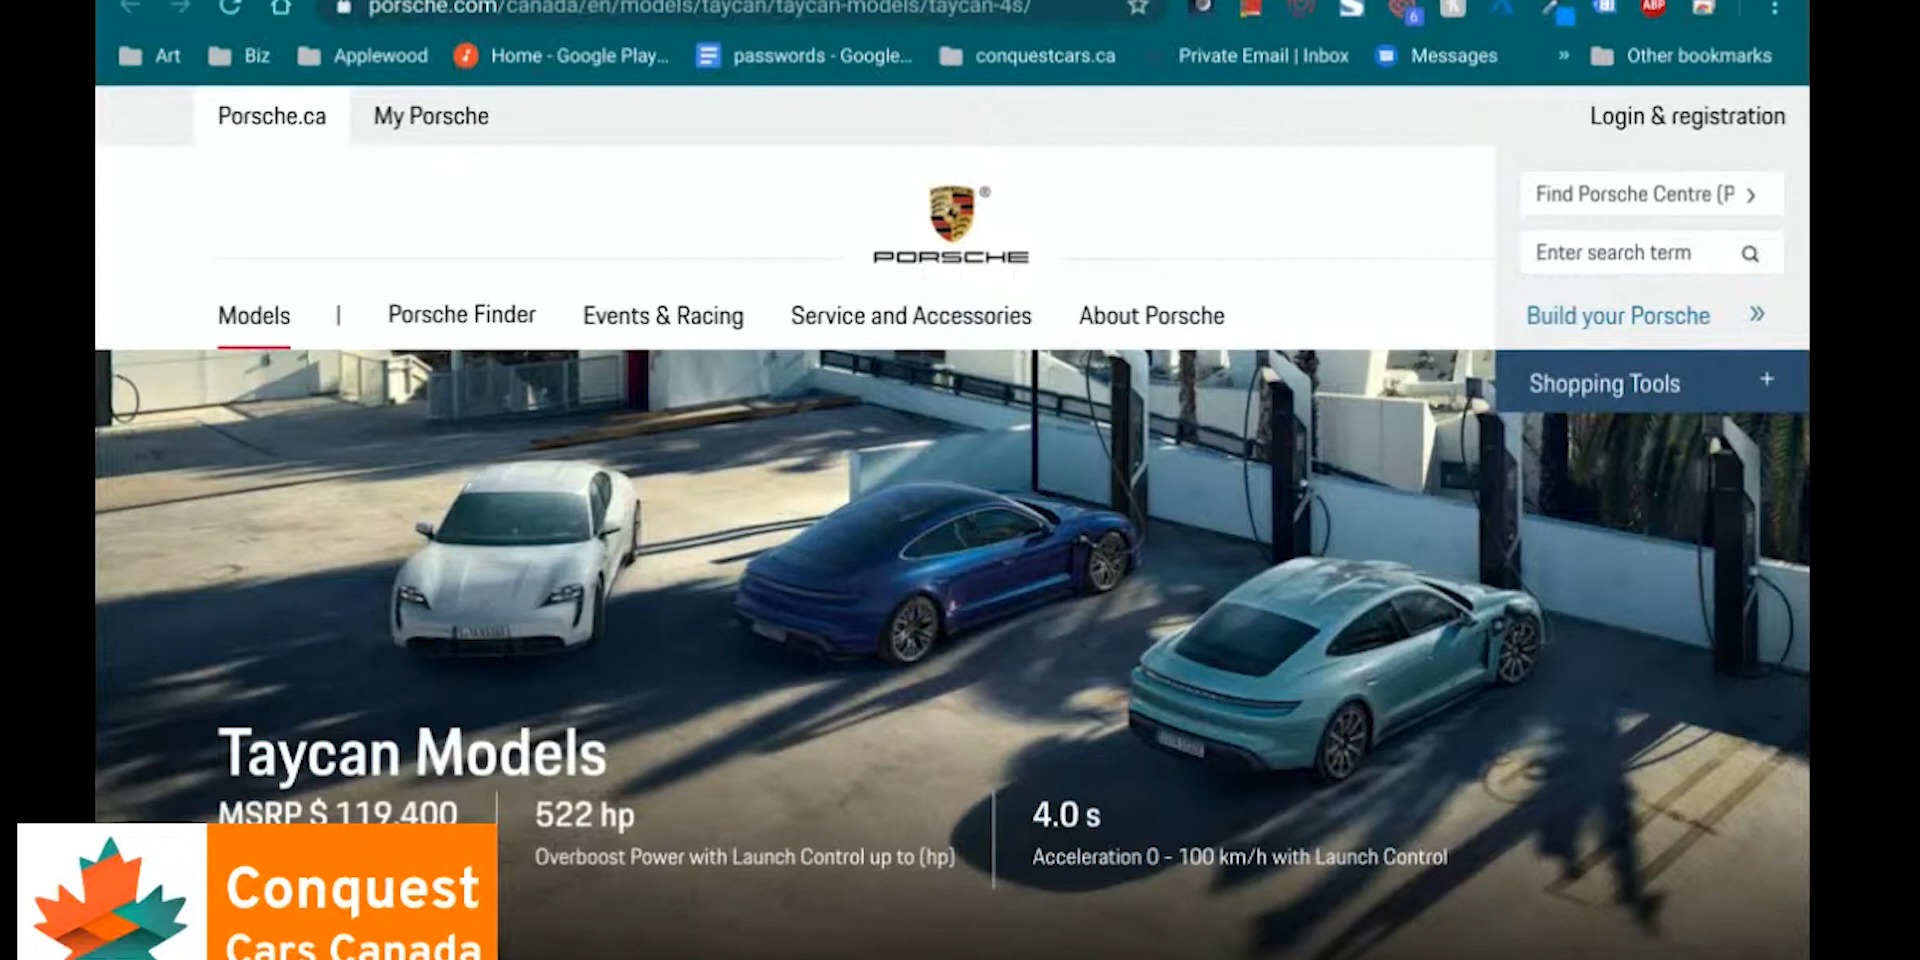 porsche.com/canada/en/models/taycan/taycan-models/taycan-4s/
6
ABP
Art Biz Applewood Home - Google Play... passwords - Google... conquestcars.ca Private Email | Inbox Messages » Other bookmarks
Porsche.ca My Porsche Login & registration
Find Porsche Centre (P
PORSCHE
Enter search term
Models | Porsche Finder Events & Racing Service and Accessories About Porsche Build your Porsche
Shopping Tools +
Taycan Models
MSRP $ 119,400 522 hp 4.0 s
Overboost Power with Launch Control up to (hp) Acceleration 0 - 100 km/h with Launch Control
Conquest
Cars Canada